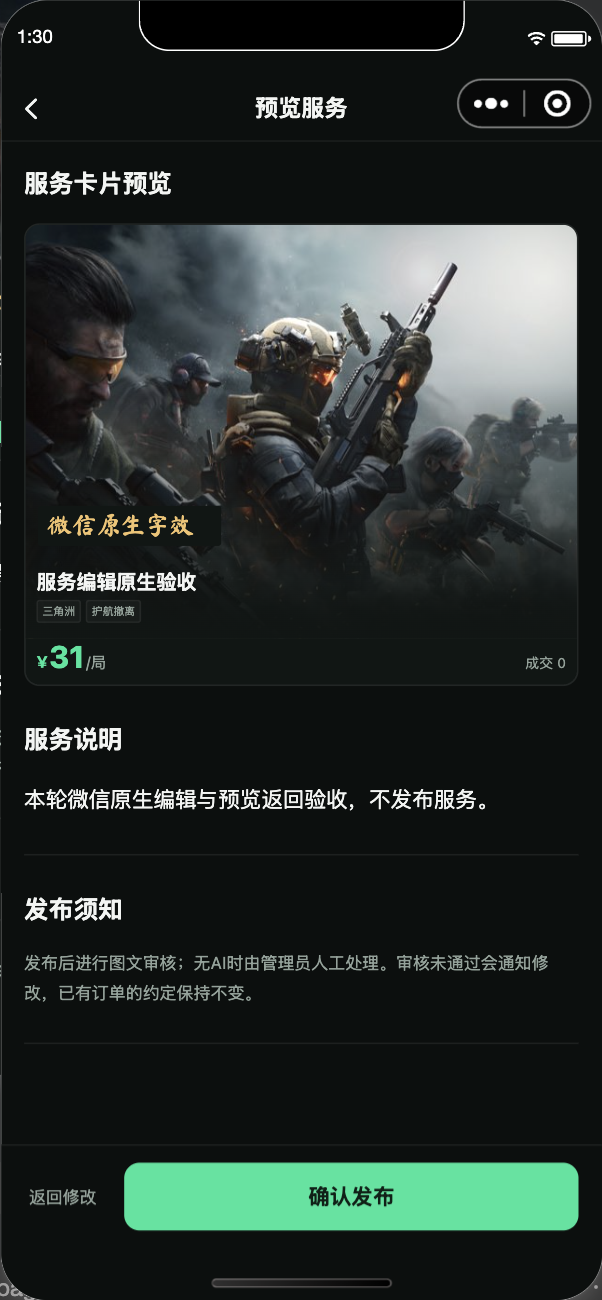 1:30
预览服务
服务卡片预览
微信原生字效
服务编辑原生验收
三角洲 护航撤离
¥31/局 成交 0
服务说明
本轮微信原生编辑与预览返回验收，不发布服务。
发布须知
发布后进行图文审核；无AI时由管理员人工处理。审核未通过会通知修
改，已有订单的约定保持不变。
返回修改 确认发布